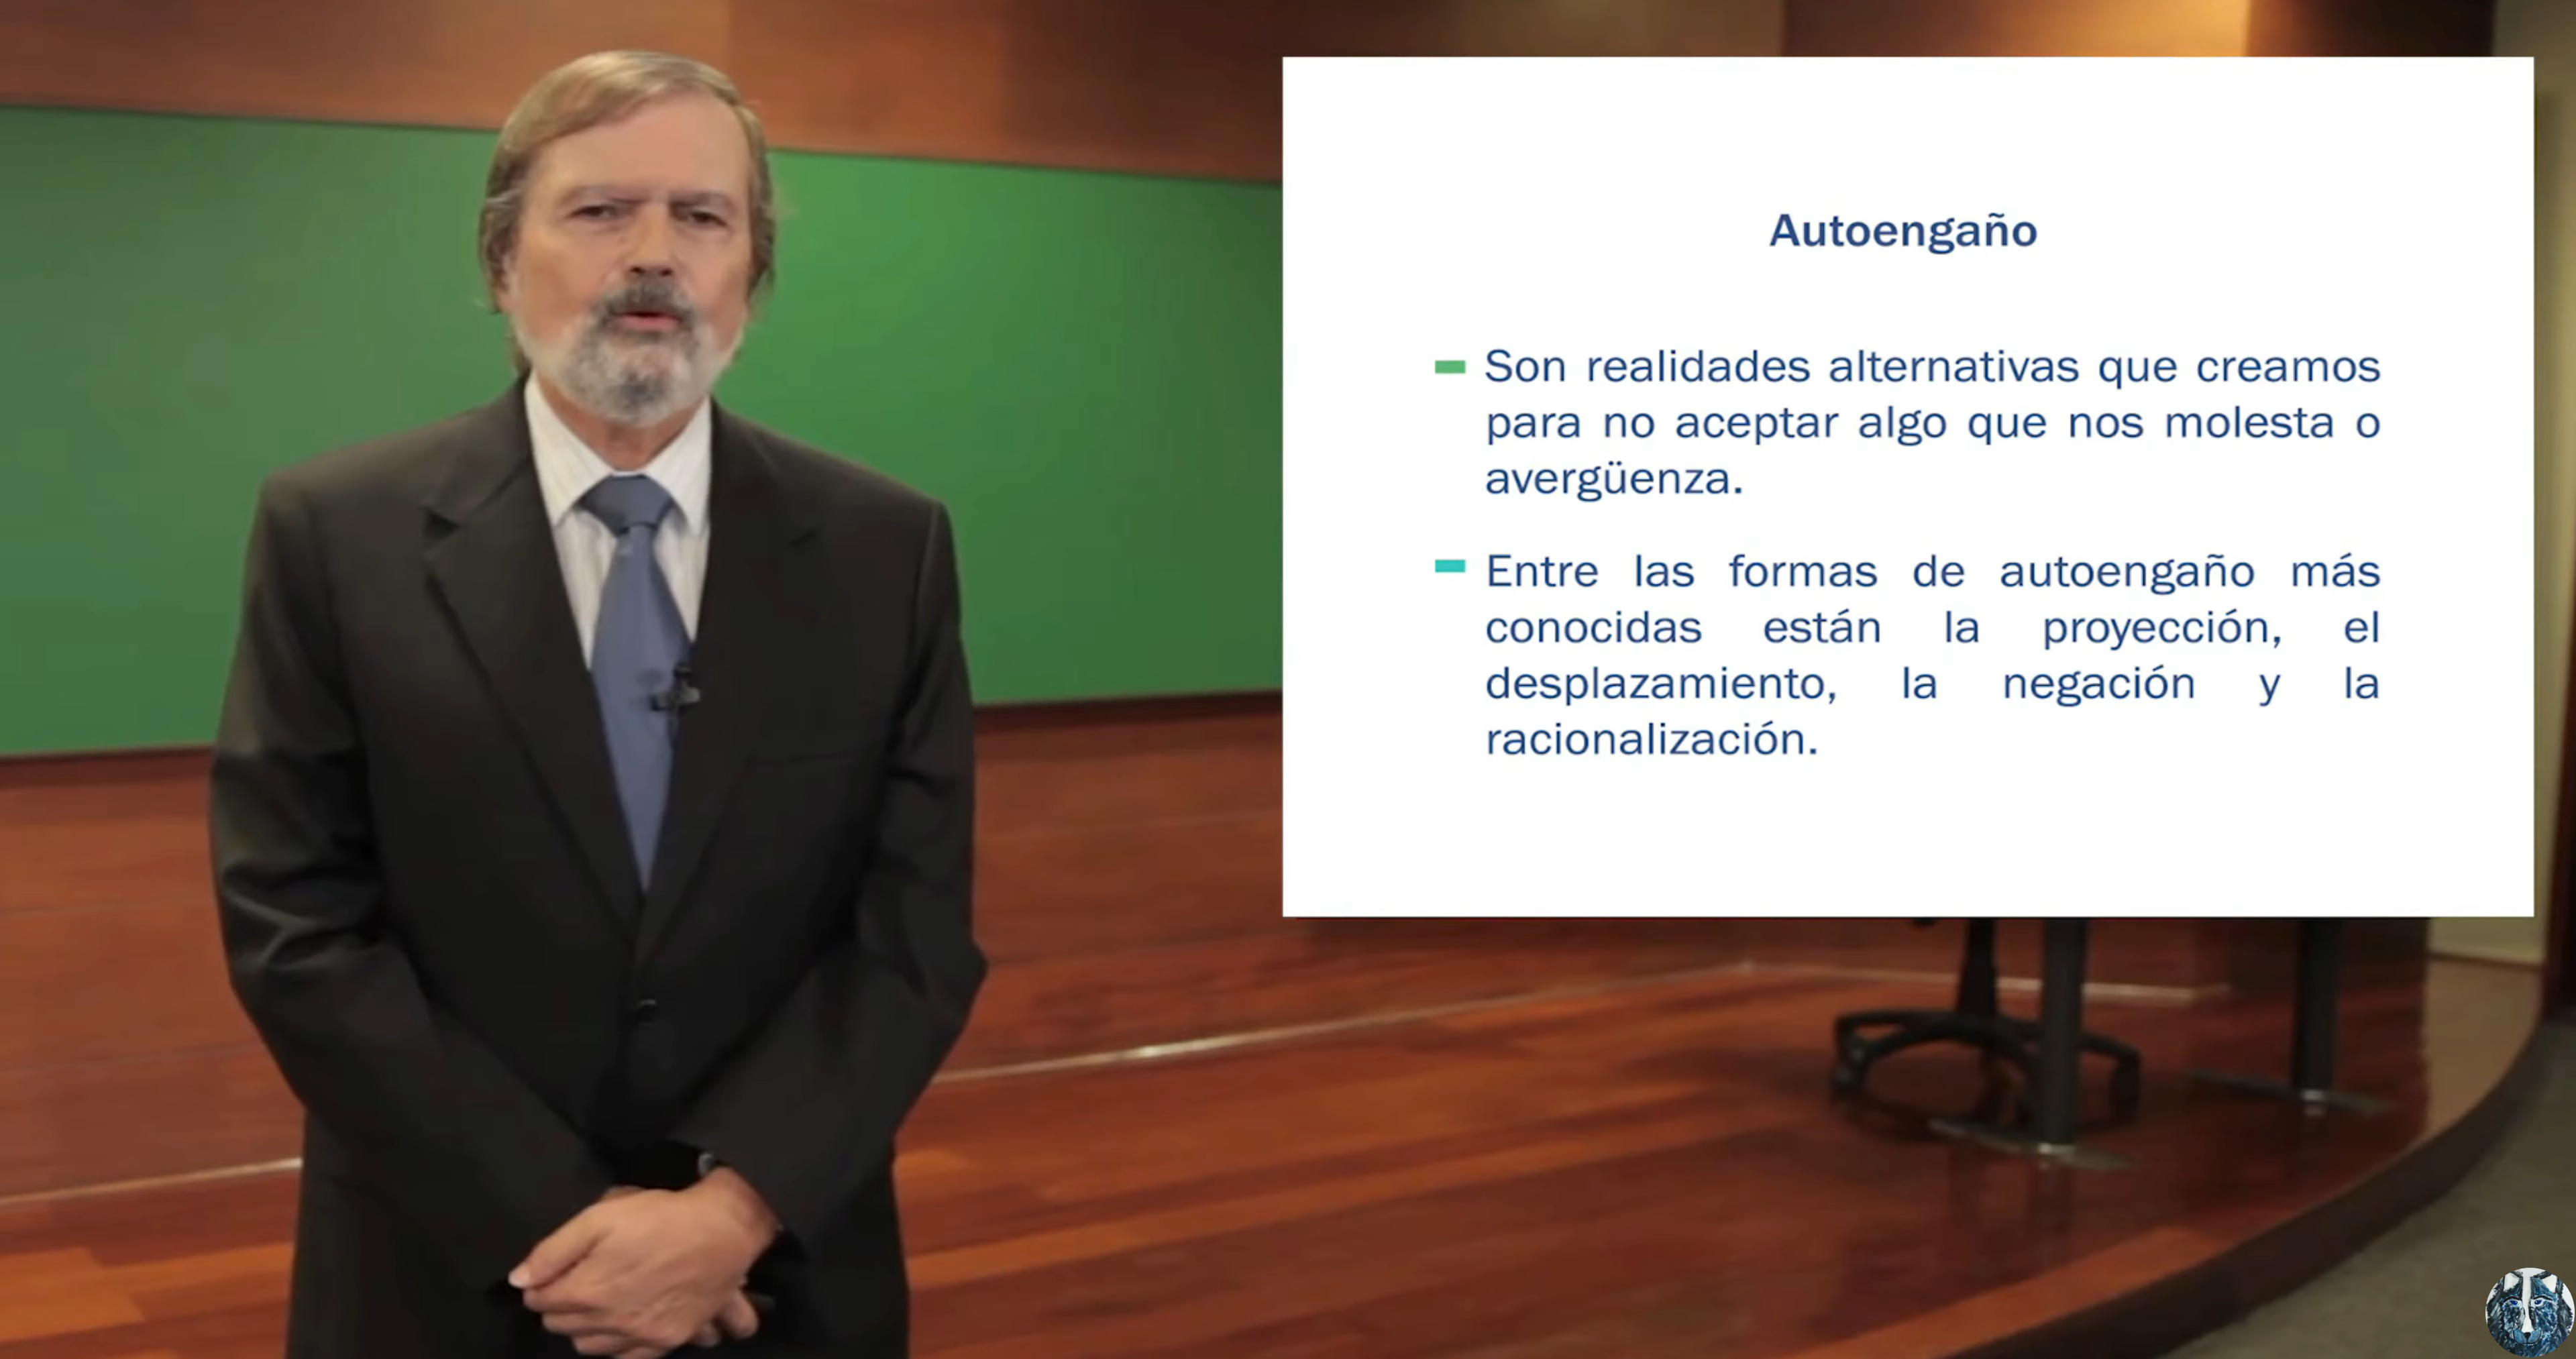 Autoengaño
Son realidades alternativas que creamos
para no aceptar algo que nos molesta o
avergüenza.
Entre las formas de autoengaño más
conocidas están la proyección, el
desplazamiento, la negación y la
racionalización.